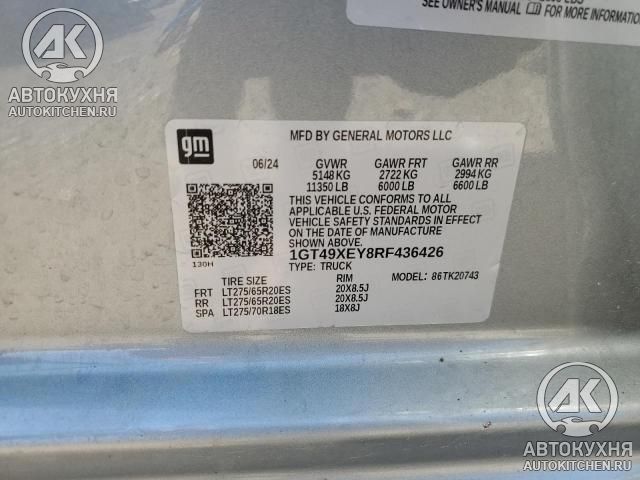 SEE OWNER'S MANUAL FOR MORE INFORMATION
AK
АВТОКУХНЯ
AUTOKITCHEN.RU
gm
MFD BY GENERAL MOTORS LLC
06/24 GVWR GAWR FRT GAWR RR
5148 KG 2722 KG 2994 KG
11350 LB 6000 LB 6600 LB
THIS VEHICLE CONFORMS TO ALL
APPLICABLE U.S. FEDERAL MOTOR
VEHICLE SAFETY STANDARDS IN EFFECT
ON THE DATE OF MANUFACTURE
SHOWN ABOVE.
1GT49XEY8RF436426
130H
TYPE: TRUCK
MODEL: 86TK20743
TIRE SIZE RIM
FRT LT275/65R20ES 20X8.5J
RR LT275/65R20ES 20X8.5J
SPA LT275/70R18ES 18X8J
AK
АВТОКУХНЯ
AUTOKITCHEN.RU